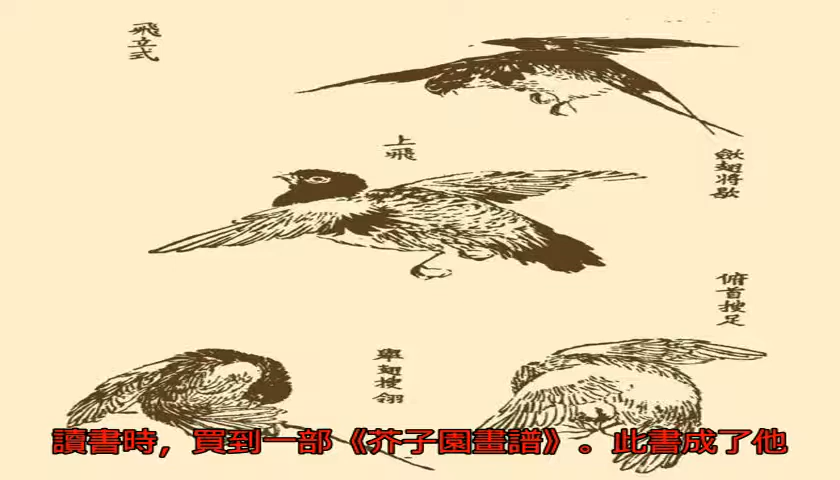 飛立式
上飛
斂翅將歇
俯首搜足
舉翅搜翎
讀書時，買到一部《芥子園畫譜》。此書成了他